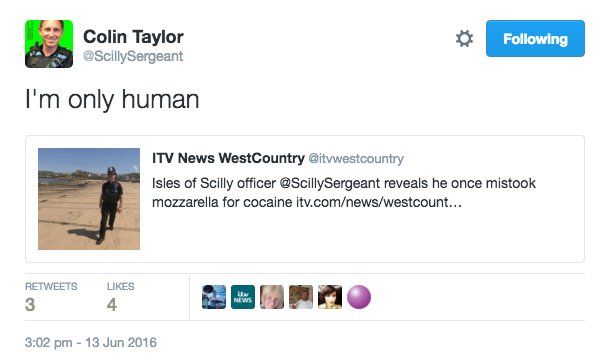 Colin Taylor
@ScillySergeant
Following
I'm only human
ITV News WestCountry @itvwestcountry
Isles of Scilly officer @ScillySergeant reveals he once mistook
mozzarella for cocaine itv.com/news/westcount…
RETWEETS
3
LIKES
4
itv
NEWS
3:02 pm - 13 Jun 2016